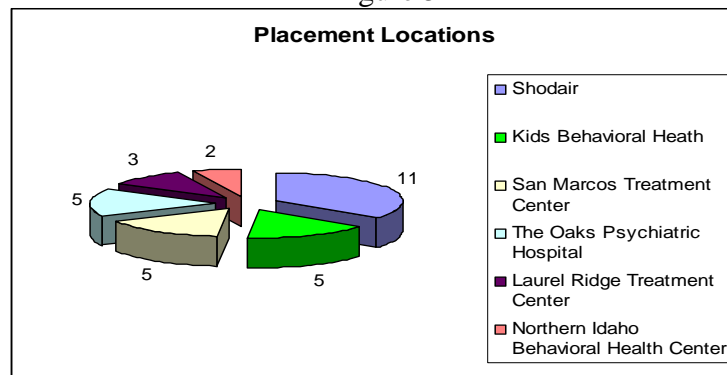 Placement Locations
Shodair
Kids Behavioral Heath
San Marcos Treatment
Center
The Oaks Psychiatric
Hospital
Laurel Ridge Treatment
Center
Northern Idaho
Behavioral Health Center
2
3
11
5
5
5